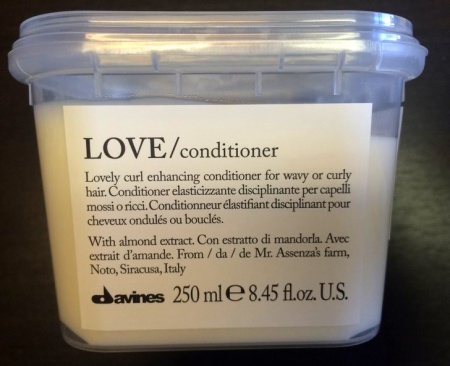 LOVE/conditioner
Lovely curl enhancing conditioner for wavy or curly
hair. Conditioner elasticizzante disciplinante per capelli
mossi o ricci. Conditionneur élastifiant disciplinant pour
cheveux ondulés ou bouclés.
With almond extract. Con estratto di mandorla. Avec
extrait d'amande. From / da / de Mr. Assenza's farm,
Noto, Siracusa, Italy
davines 250 ml e 8.45 fl.oz. U.S.